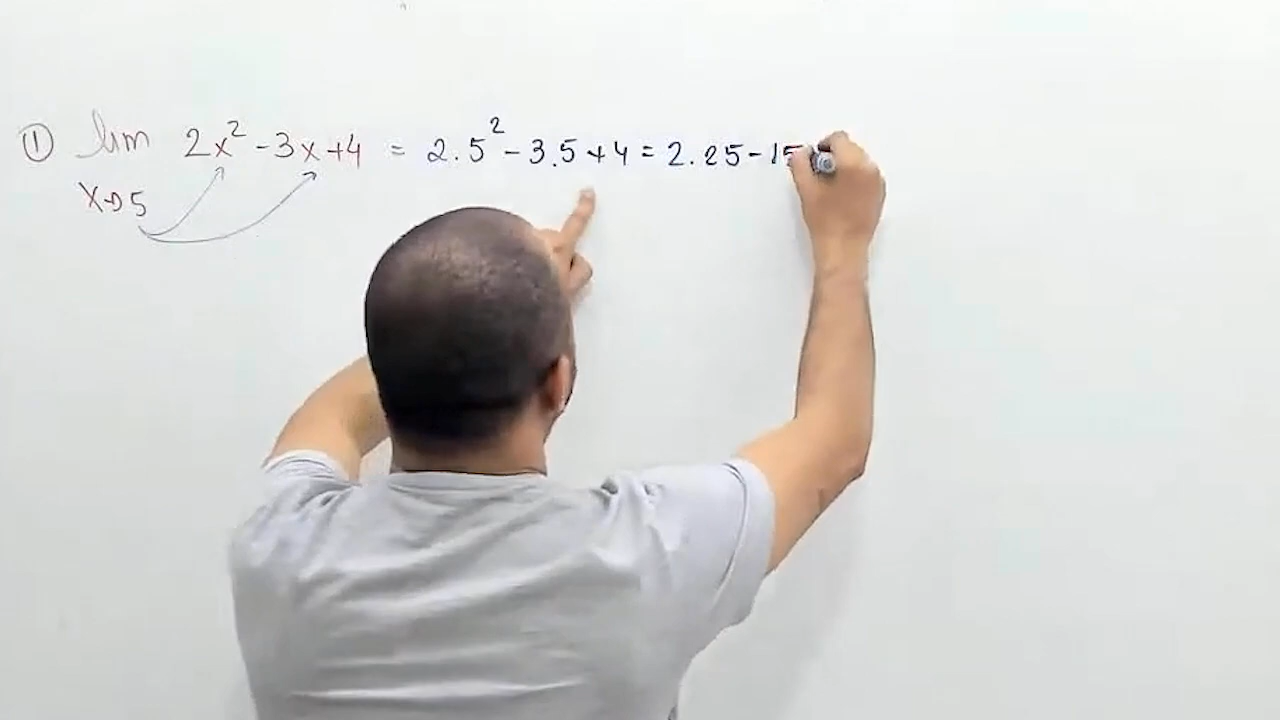 ① lim 2x² - 3x + 4 = 2.5² - 3.5 + 4 = 2.25 - 15
x→5